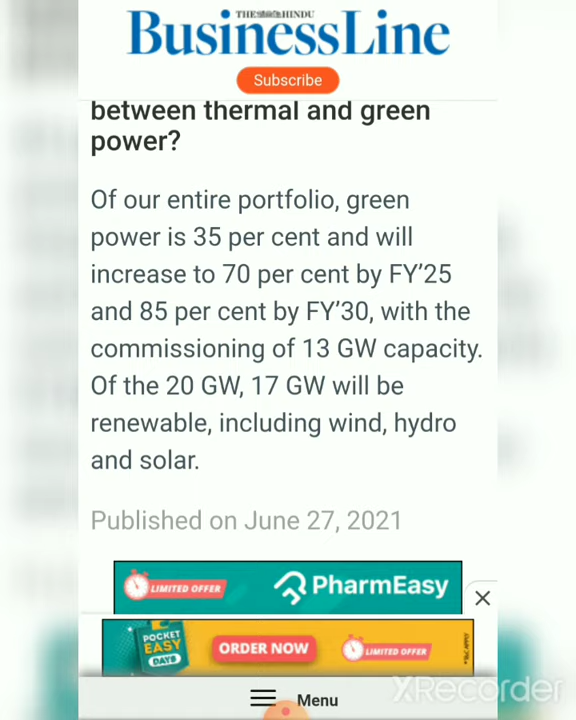 THE HINDU
BusinessLine
Subscribe
between thermal and green
power?
Of our entire portfolio, green
power is 35 per cent and will
increase to 70 per cent by FY'25
and 85 per cent by FY'30, with the
commissioning of 13 GW capacity.
Of the 20 GW, 17 GW will be
renewable, including wind, hydro
and solar.
Published on June 27, 2021
LIMITED OFFER
PharmEasy
POCKET
EASY
DAYS
ORDER NOW
LIMITED OFFER
Menu
XRecorder